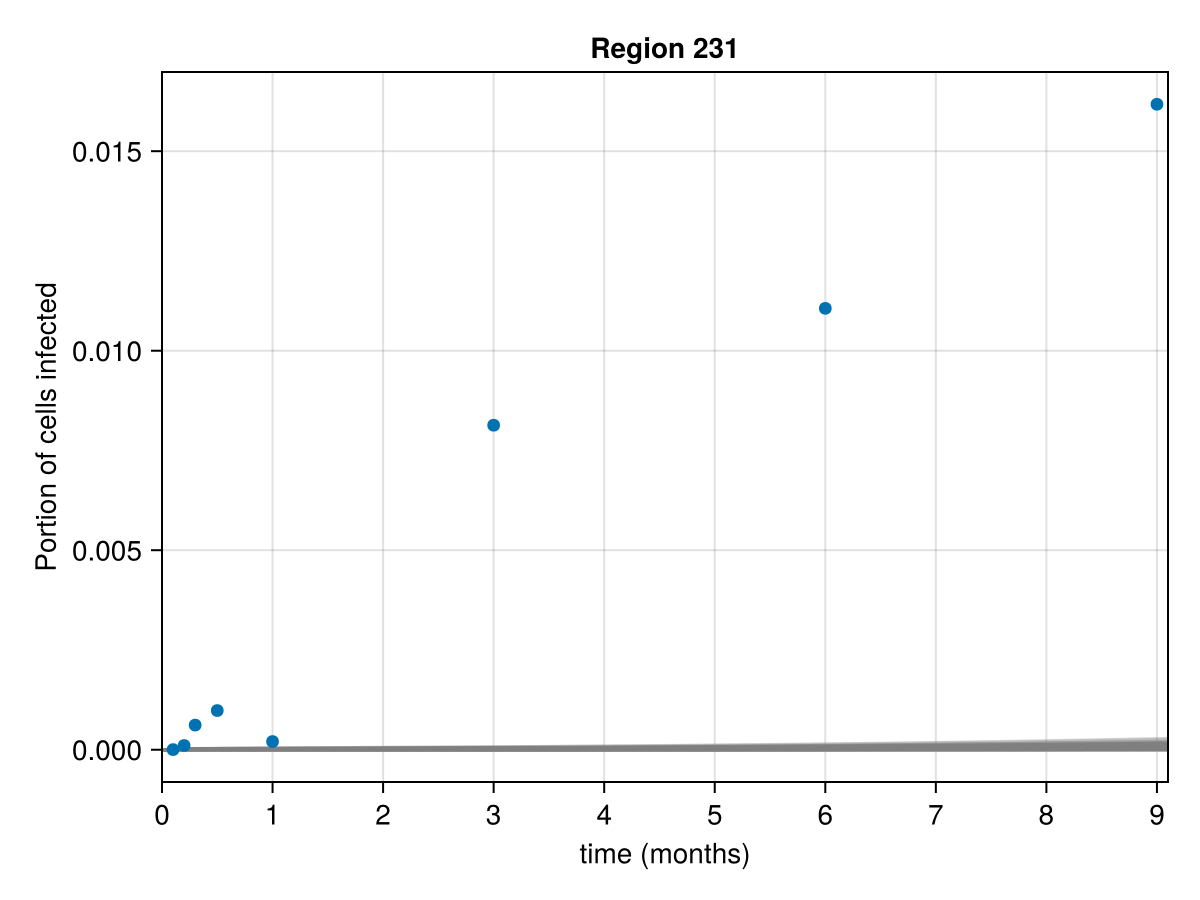 Region 231
Portion of cells infected
0.015
0.010
0.005
0.000
0 1 2 3 4 5 6 7 8 9
time (months)